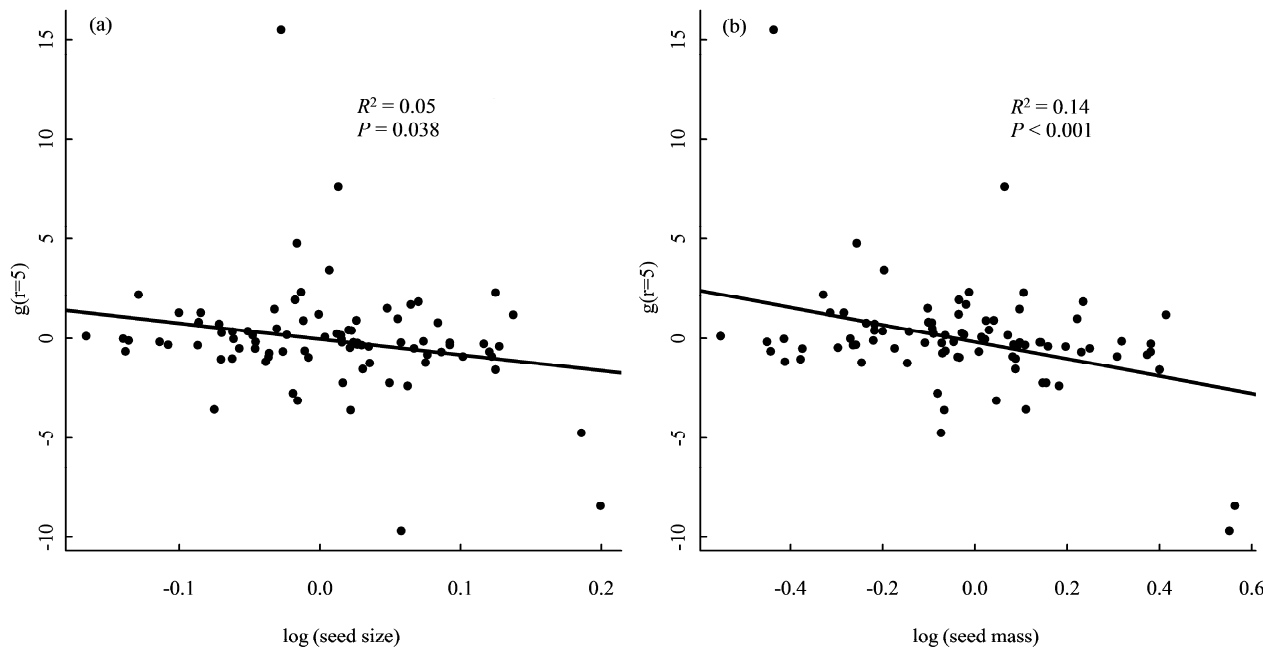 (a)
R² = 0.05
P = 0.038
g(r=5)
15
10
5
0
-5
-10
-0.1 0.0 0.1 0.2
log (seed size)
(b)
R² = 0.14
P < 0.001
g(r=5)
15
10
5
0
-5
-10
-0.4 -0.2 0.0 0.2 0.4 0.6
log (seed mass)